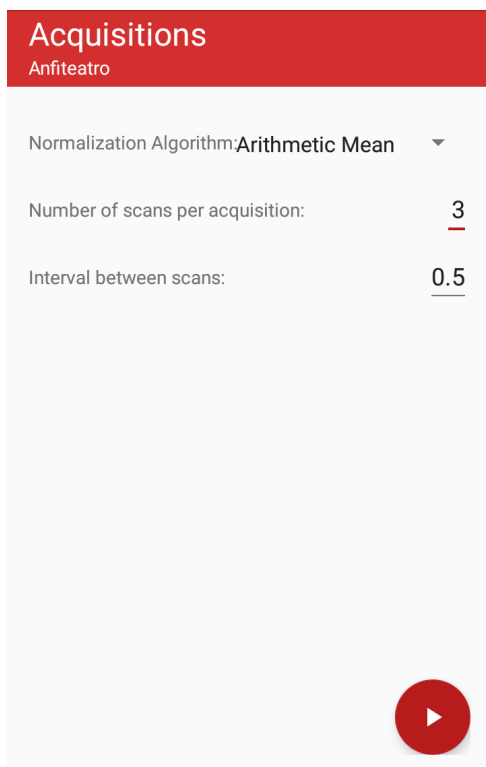 Acquisitions
Anfiteatro
Normalization Algorithm: Arithmetic Mean
Number of scans per acquisition: 3
Interval between scans: 0.5